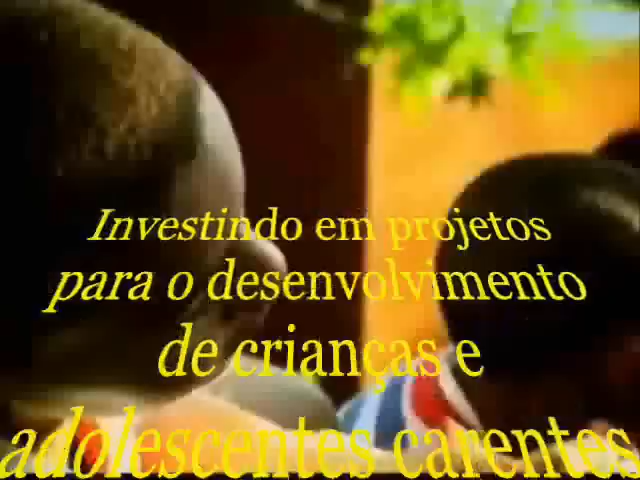 Investindo em projetos
para o desenvolvimento
de crianças e
adolescentes carentes